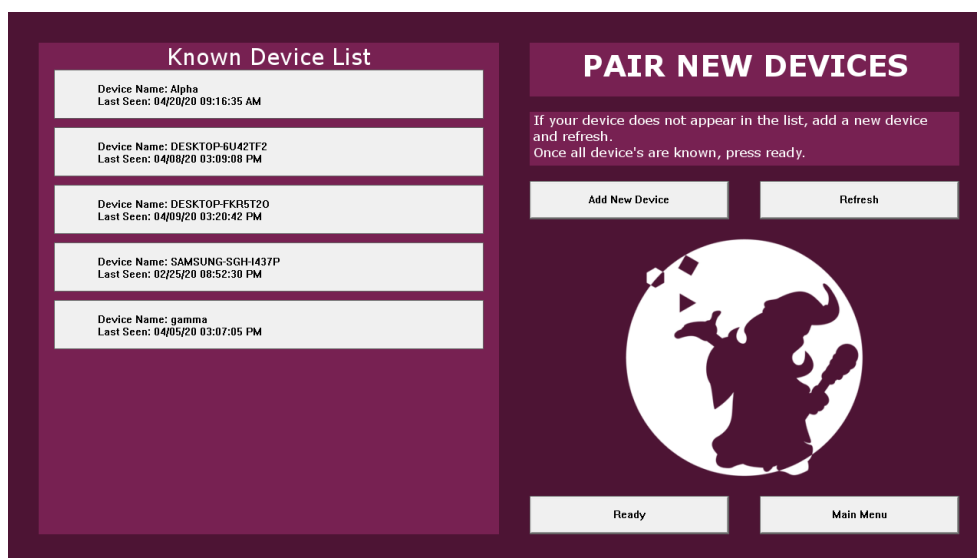 Known Device List
Device Name: Alpha
Last Seen: 04/20/20 09:16:35 AM
Device Name: DESKTOP-6U42TF2
Last Seen: 04/08/20 03:09:08 PM
Device Name: DESKTOP-FKR5T2O
Last Seen: 04/09/20 03:20:42 PM
Device Name: SAMSUNG-SGH-I437P
Last Seen: 02/25/20 08:52:30 PM
Device Name: gamma
Last Seen: 04/05/20 03:07:05 PM
PAIR NEW DEVICES
If your device does not appear in the list, add a new device
and refresh.
Once all device's are known, press ready.
Add New Device
Refresh
Ready
Main Menu